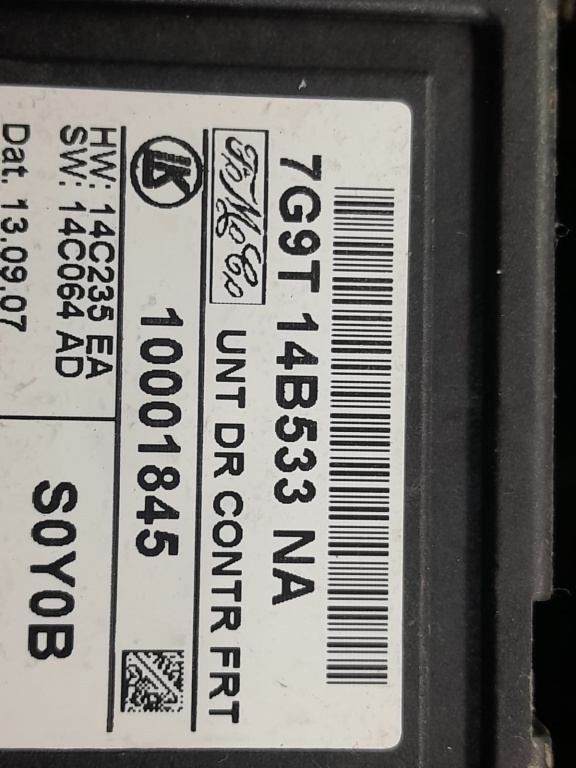 7G9T 14B533 NA
FoMoCo UNT DR CONTR FRT
LK 10001845
HW: 14C235 EA
SW: 14C064 AD
Dat. 13.09.07
S0Y0B